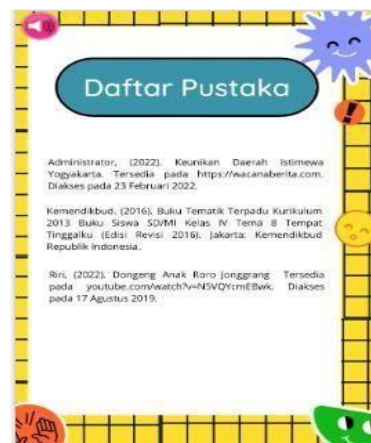 Daftar Pustaka
Administrator, (2022). Keunikan Daerah Istimewa
Yogyakarta. Tersedia pada https://wacanaberita.com.
Diakses pada 23 Februari 2022.
Kemendikbud. (2016). Buku Tematik Terpadu Kurikulum
2013 Buku Siswa SD/MI Kelas IV Tema 8 Tempat
Tinggalku (Edisi Revisi 2016). Jakarta: Kemendikbud
Republik Indonesia.
Riri, (2022). Dongeng Anak Roro Jonggrang Tersedia
pada youtube.com/watch?v=N5VQYcmEBwk. Diakses
pada 17 Agustus 2019.